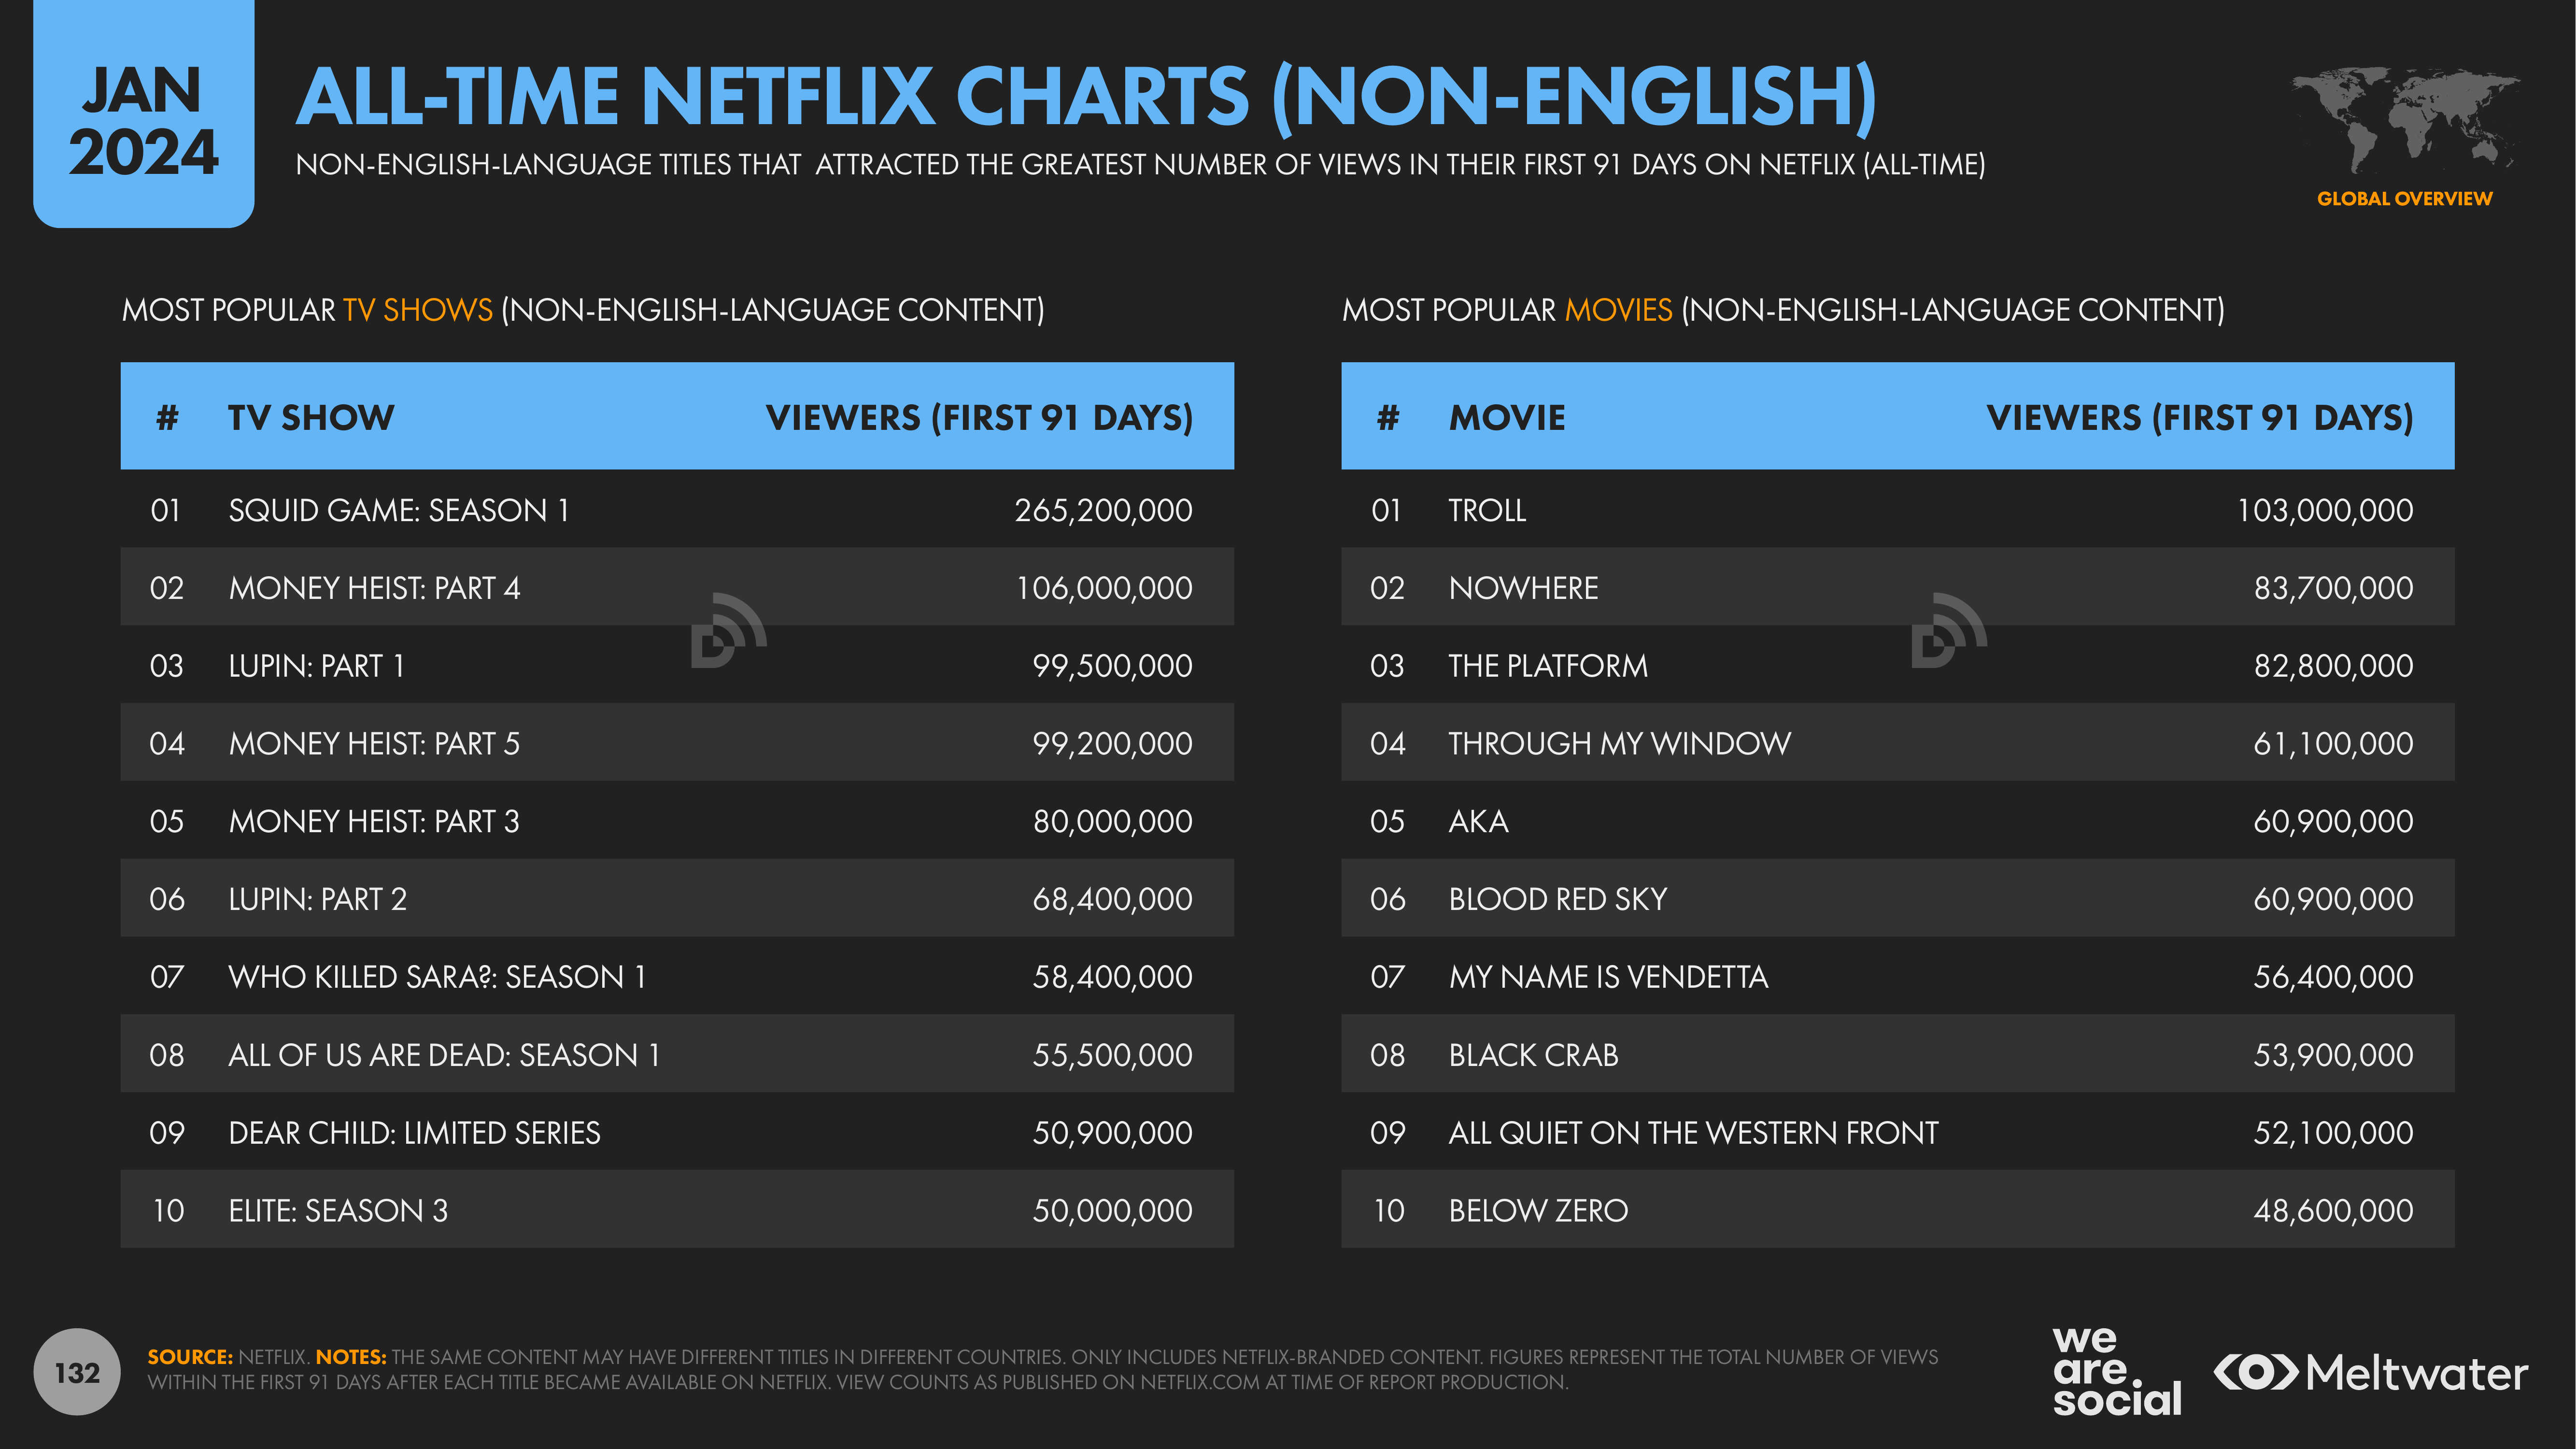 JAN
2024
ALL-TIME NETFLIX CHARTS (NON-ENGLISH)
NON-ENGLISH-LANGUAGE TITLES THAT ATTRACTED THE GREATEST NUMBER OF VIEWS IN THEIR FIRST 91 DAYS ON NETFLIX (ALL-TIME)
GLOBAL OVERVIEW
MOST POPULAR TV SHOWS (NON-ENGLISH-LANGUAGE CONTENT)
# TV SHOW VIEWERS (FIRST 91 DAYS)
01 SQUID GAME: SEASON 1 265,200,000
02 MONEY HEIST: PART 4 106,000,000
03 LUPIN: PART 1 99,500,000
04 MONEY HEIST: PART 5 99,200,000
05 MONEY HEIST: PART 3 80,000,000
06 LUPIN: PART 2 68,400,000
07 WHO KILLED SARA?: SEASON 1 58,400,000
08 ALL OF US ARE DEAD: SEASON 1 55,500,000
09 DEAR CHILD: LIMITED SERIES 50,900,000
10 ELITE: SEASON 3 50,000,000
MOST POPULAR MOVIES (NON-ENGLISH-LANGUAGE CONTENT)
# MOVIE VIEWERS (FIRST 91 DAYS)
01 TROLL 103,000,000
02 NOWHERE 83,700,000
03 THE PLATFORM 82,800,000
04 THROUGH MY WINDOW 61,100,000
05 AKA 60,900,000
06 BLOOD RED SKY 60,900,000
07 MY NAME IS VENDETTA 56,400,000
08 BLACK CRAB 53,900,000
09 ALL QUIET ON THE WESTERN FRONT 52,100,000
10 BELOW ZERO 48,600,000
132
SOURCE: NETFLIX. NOTES: THE SAME CONTENT MAY HAVE DIFFERENT TITLES IN DIFFERENT COUNTRIES. ONLY INCLUDES NETFLIX-BRANDED CONTENT. FIGURES REPRESENT THE TOTAL NUMBER OF VIEWS
WITHIN THE FIRST 91 DAYS AFTER EACH TITLE BECAME AVAILABLE ON NETFLIX. VIEW COUNTS AS PUBLISHED ON NETFLIX.COM AT TIME OF REPORT PRODUCTION.
we
are
social
Meltwater